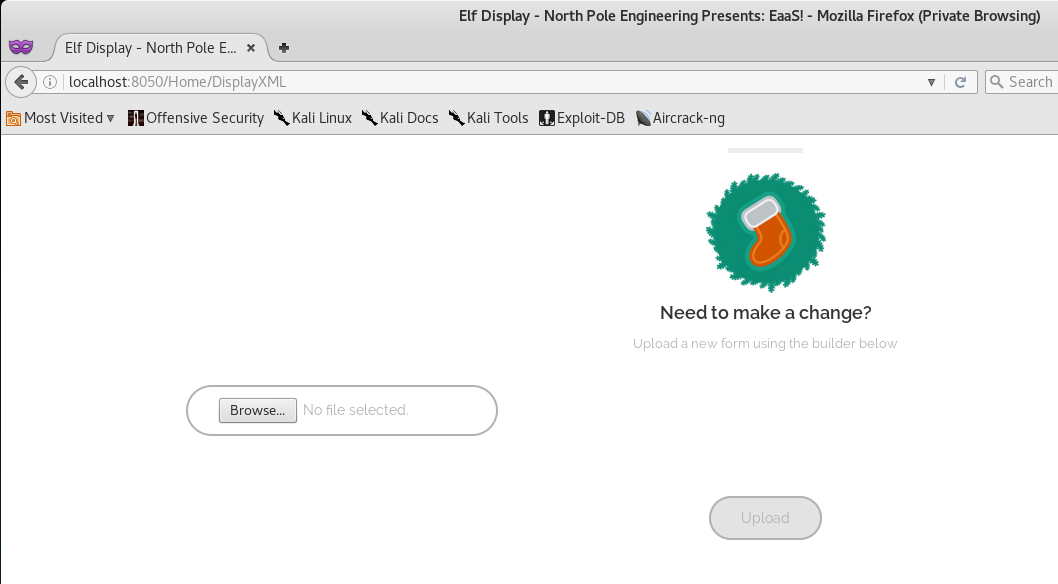 Elf Display - North Pole Engineering Presents: EaaS! - Mozilla Firefox (Private Browsing)
Elf Display - North Pole E...
localhost:8050/Home/DisplayXML
Search
Most Visited
Offensive Security
Kali Linux
Kali Docs
Kali Tools
Exploit-DB
Aircrack-ng
Need to make a change?
Upload a new form using the builder below
Browse... No file selected.
Upload